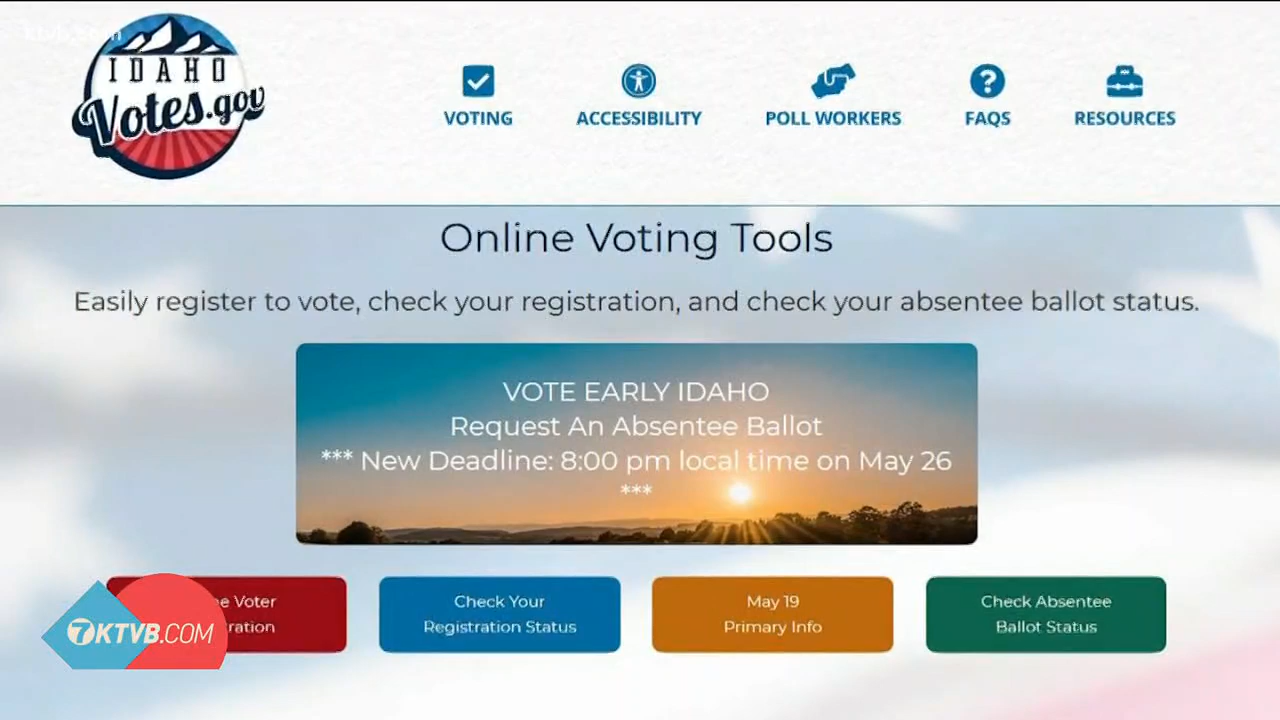 IDAHO
Votes.gov
VOTING
ACCESSIBILITY
POLL WORKERS
FAQS
RESOURCES
Online Voting Tools
Easily register to vote, check your registration, and check your absentee ballot status.
VOTE EARLY IDAHO
Request An Absentee Ballot
*** New Deadline: 8:00 pm local time on May 26
***
Voter
Check Your
Registration Status
May 19
Primary Info
Check Absentee
Ballot Status
7KTVB.COM